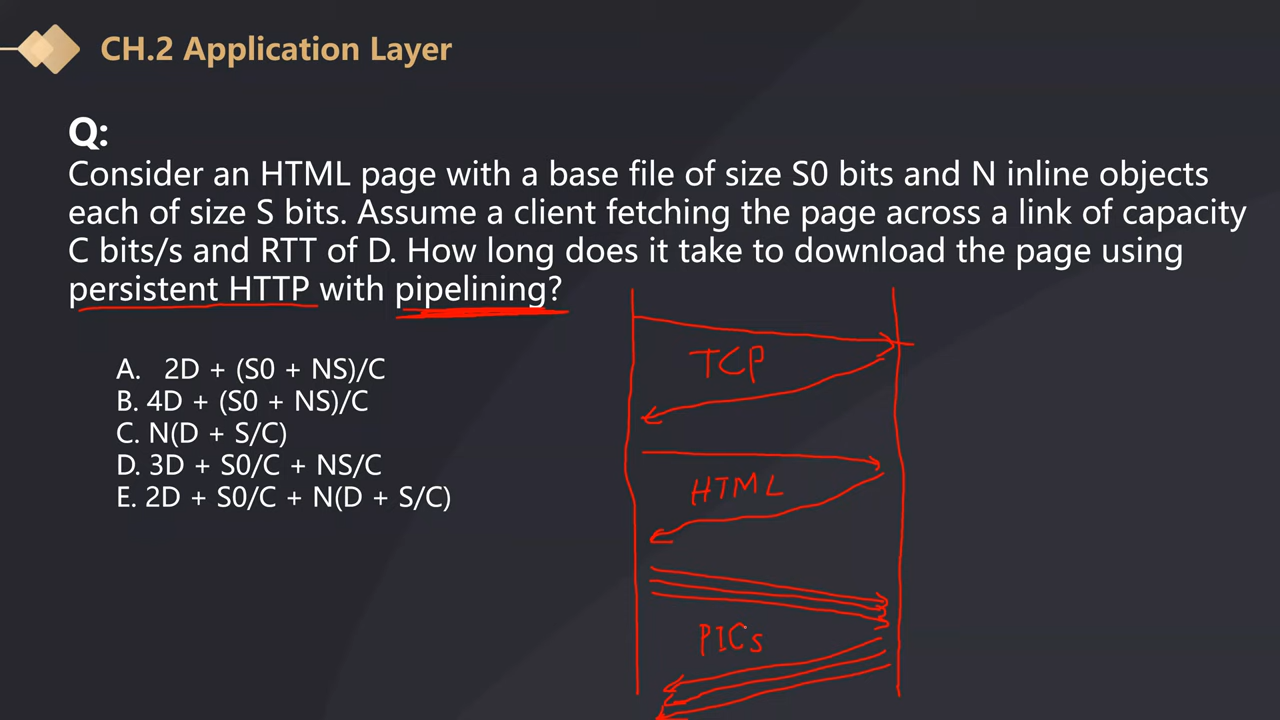 CH.2 Application Layer
Q:
Consider an HTML page with a base file of size S0 bits and N inline objects
each of size S bits. Assume a client fetching the page across a link of capacity
C bits/s and RTT of D. How long does it take to download the page using
persistent HTTP with pipelining?
A. 2D + (S0 + NS)/C
B. 4D + (S0 + NS)/C
C. N(D + S/C)
D. 3D + S0/C + NS/C
E. 2D + S0/C + N(D + S/C)
TCP
HTML
PICs